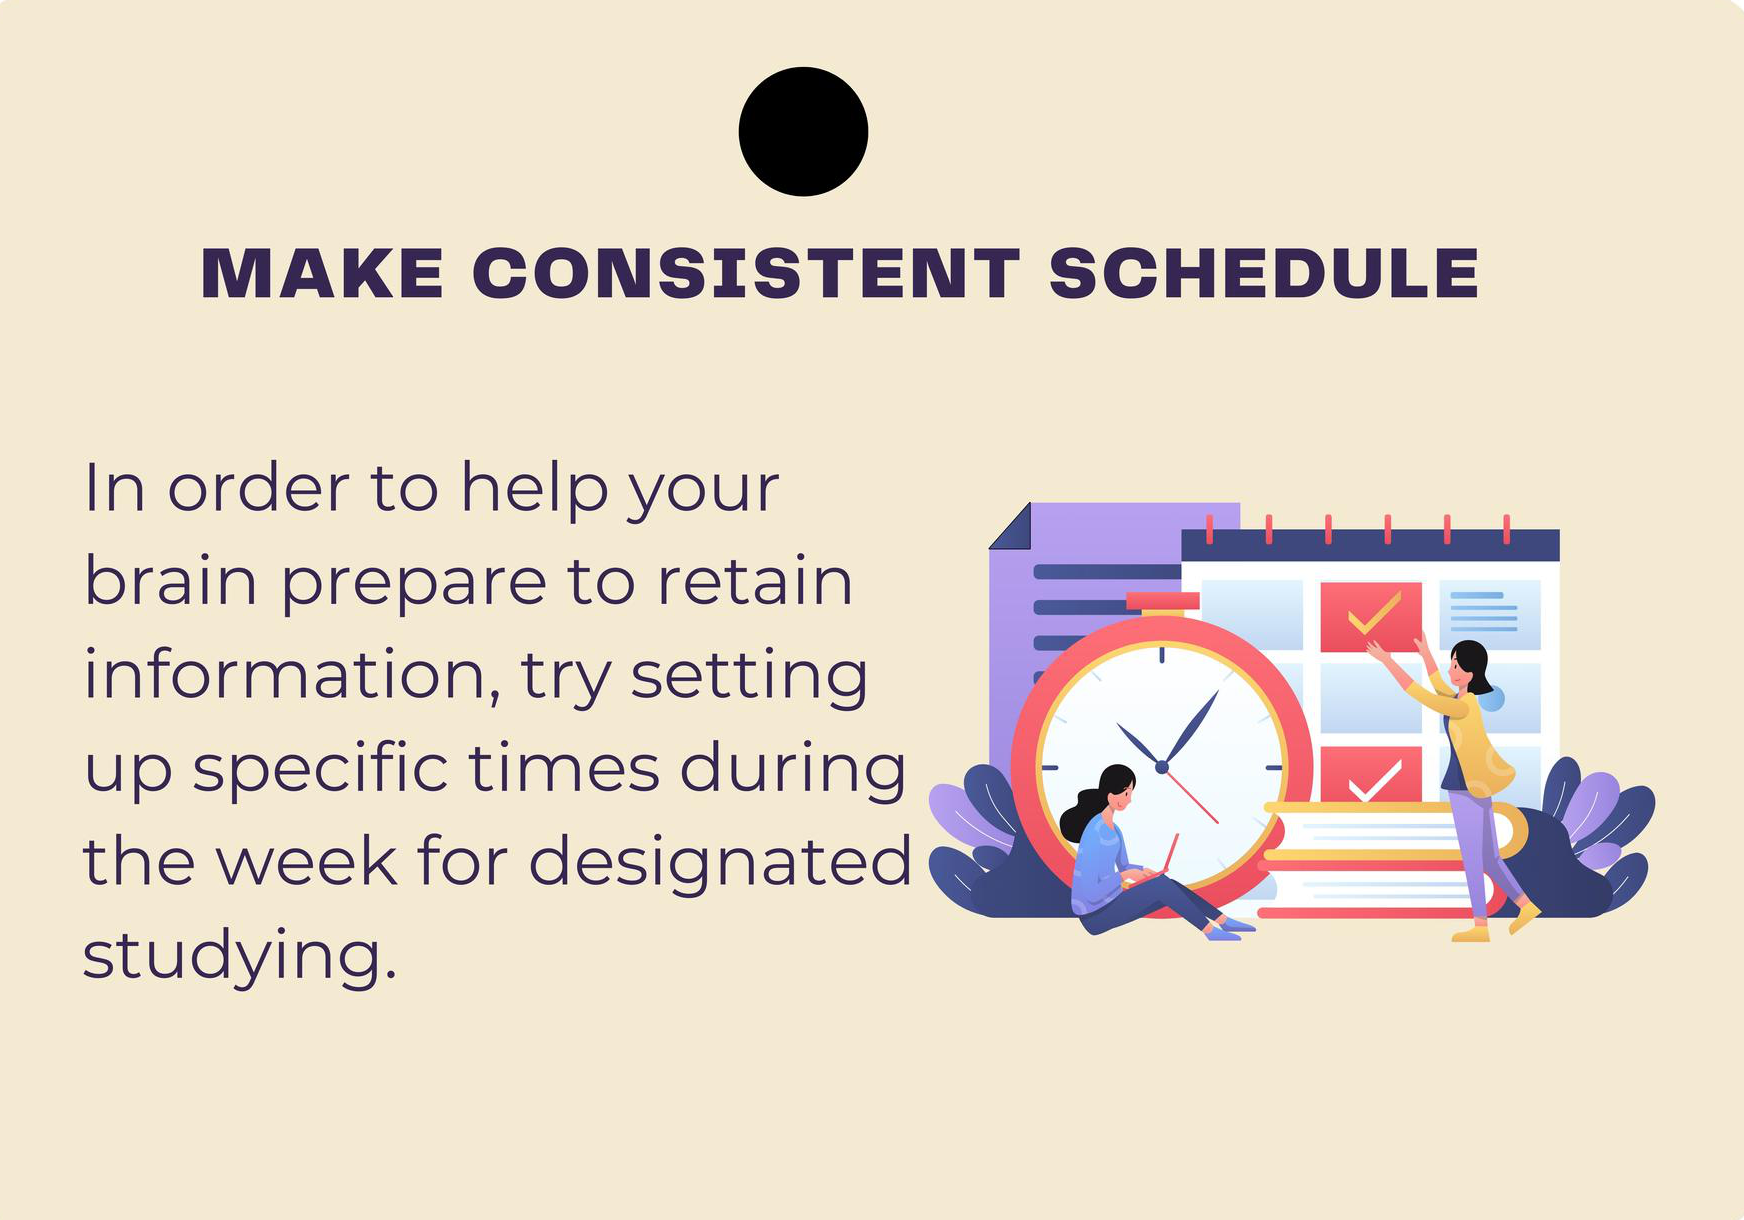 MAKE CONSISTENT SCHEDULE
In order to help your
brain prepare to retain
information, try setting
up specific times during
the week for designated
studying.